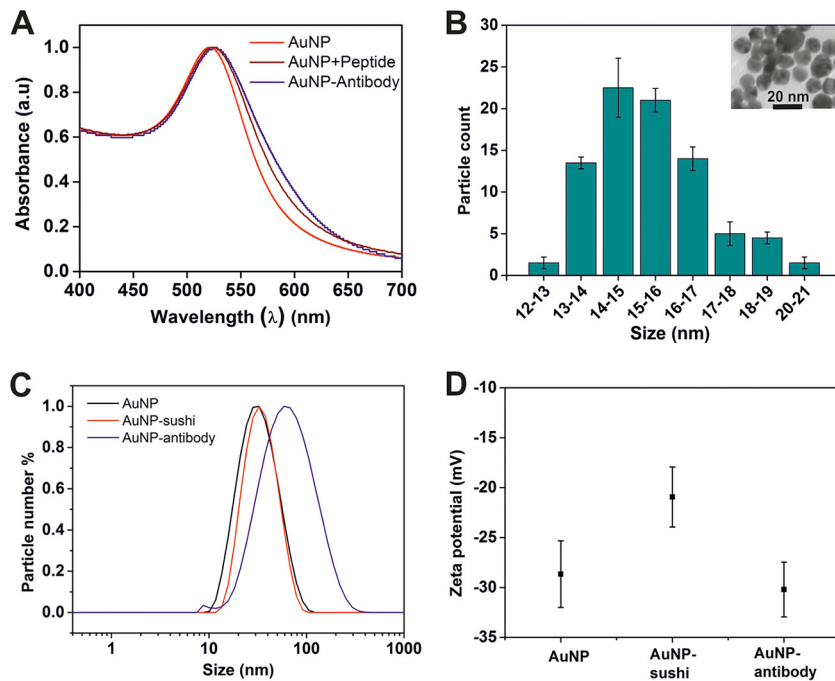 A
AuNP
AuNP+Peptide
AuNP-Antibody
Absorbance (a.u)
1.0
0.8
0.6
0.4
0.2
0.0
400 450 500 550 600 650 700
Wavelength (λ) (nm)
B
20 nm
Particle count
30
25
20
15
10
5
0
12-13 13-14 14-15 15-16 16-17 17-18 18-19 20-21
Size (nm)
C
AuNP
AuNP-sushi
AuNP-antibody
Particle number %
1.0
0.8
0.6
0.4
0.2
0.0
1 10 100 1000
Size (nm)
D
Zeta potential (mV)
-10
-15
-20
-25
-30
-35
AuNP AuNP- AuNP-
sushi antibody